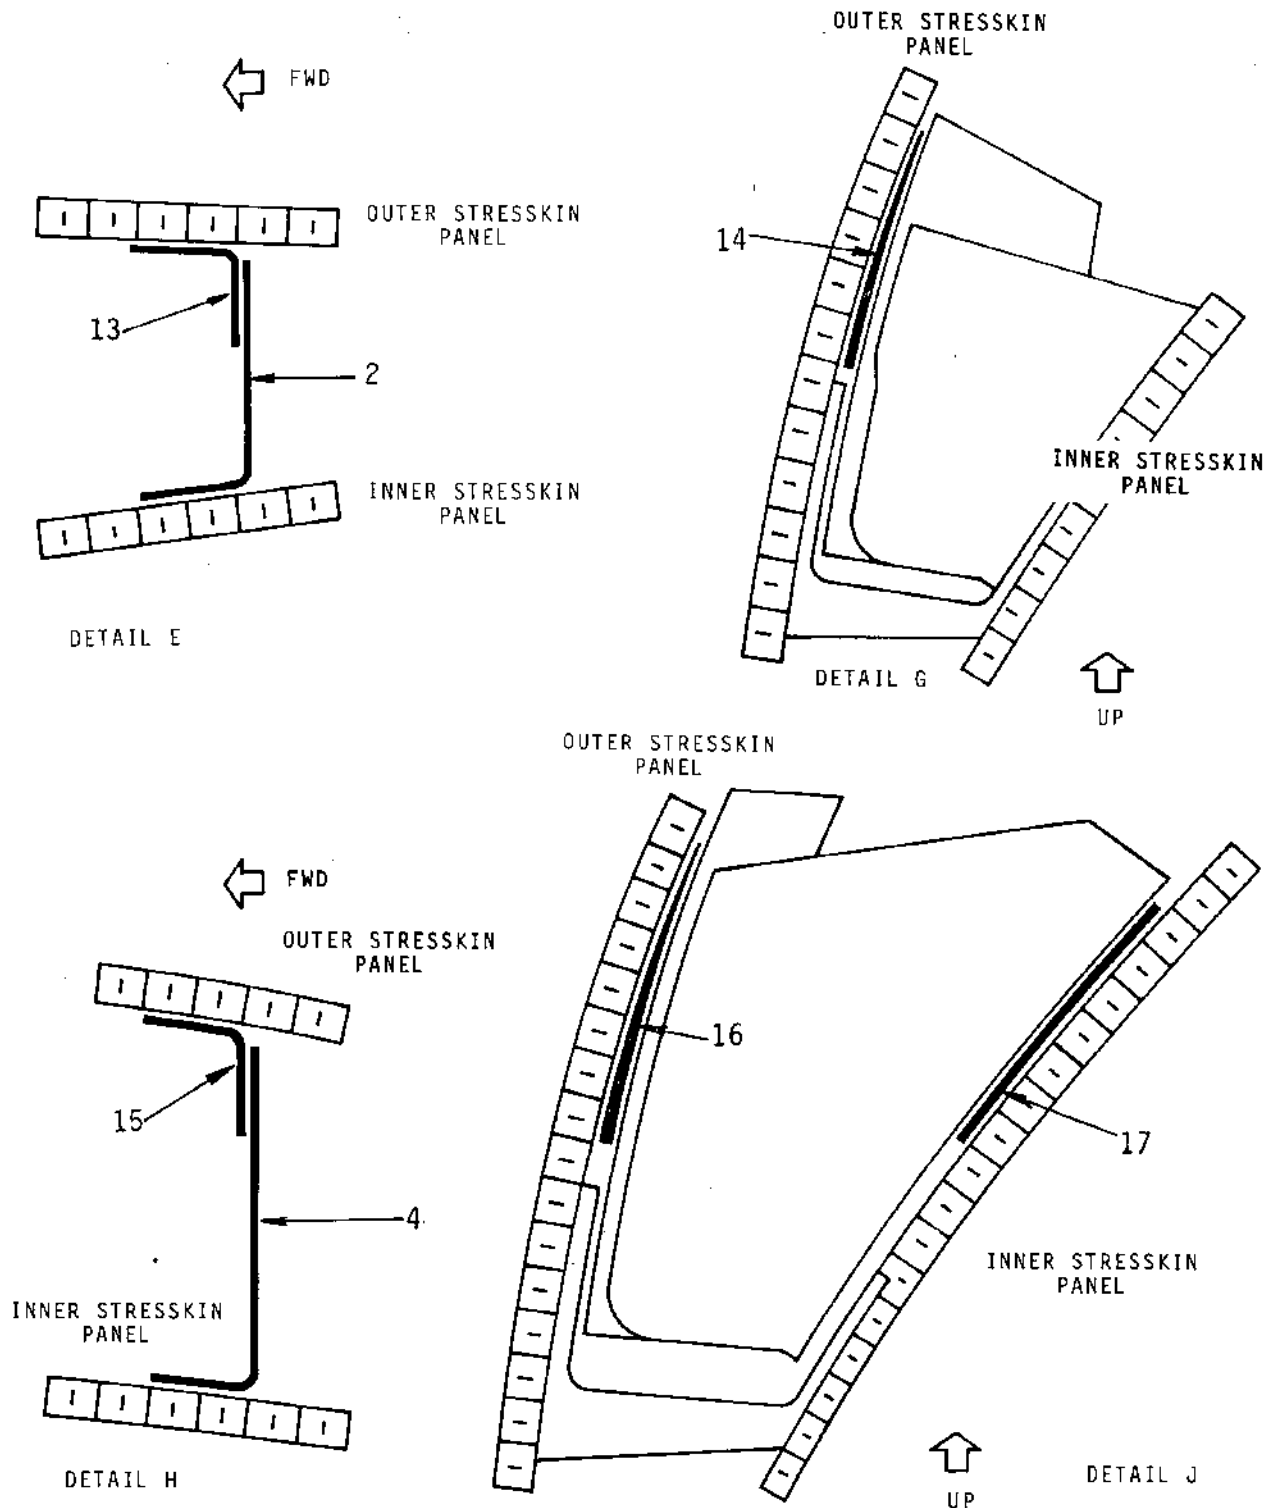 OUTER STRESSKIN
PANEL
FWD
OUTER STRESSKIN
PANEL
13
2
INNER STRESSKIN
PANEL
DETAIL E
14
INNER STRESSKIN
PANEL
DETAIL G
UP
OUTER STRESSKIN
PANEL
FWD
OUTER STRESSKIN
PANEL
15
4
INNER STRESSKIN
PANEL
DETAIL H
16
17
INNER STRESSKIN
PANEL
UP
DETAIL J